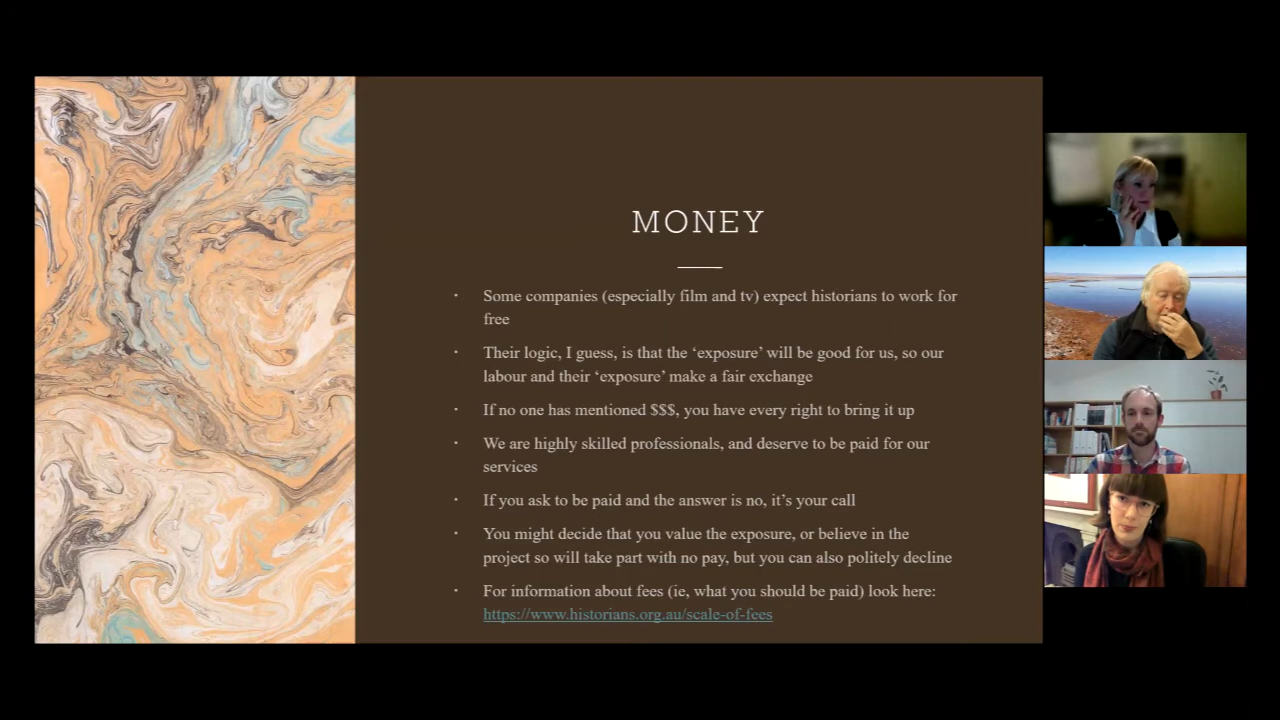 MONEY
· Some companies (especially film and tv) expect historians to work for
free
· Their logic, I guess, is that the ‘exposure’ will be good for us, so our
labour and their ‘exposure’ make a fair exchange
· If no one has mentioned $$$, you have every right to bring it up
· We are highly skilled professionals, and deserve to be paid for our
services
· If you ask to be paid and the answer is no, it’s your call
· You might decide that you value the exposure, or believe in the
project so will take part with no pay, but you can also politely decline
· For information about fees (ie, what you should be paid) look here:
https://www.historians.org.au/scale-of-fees